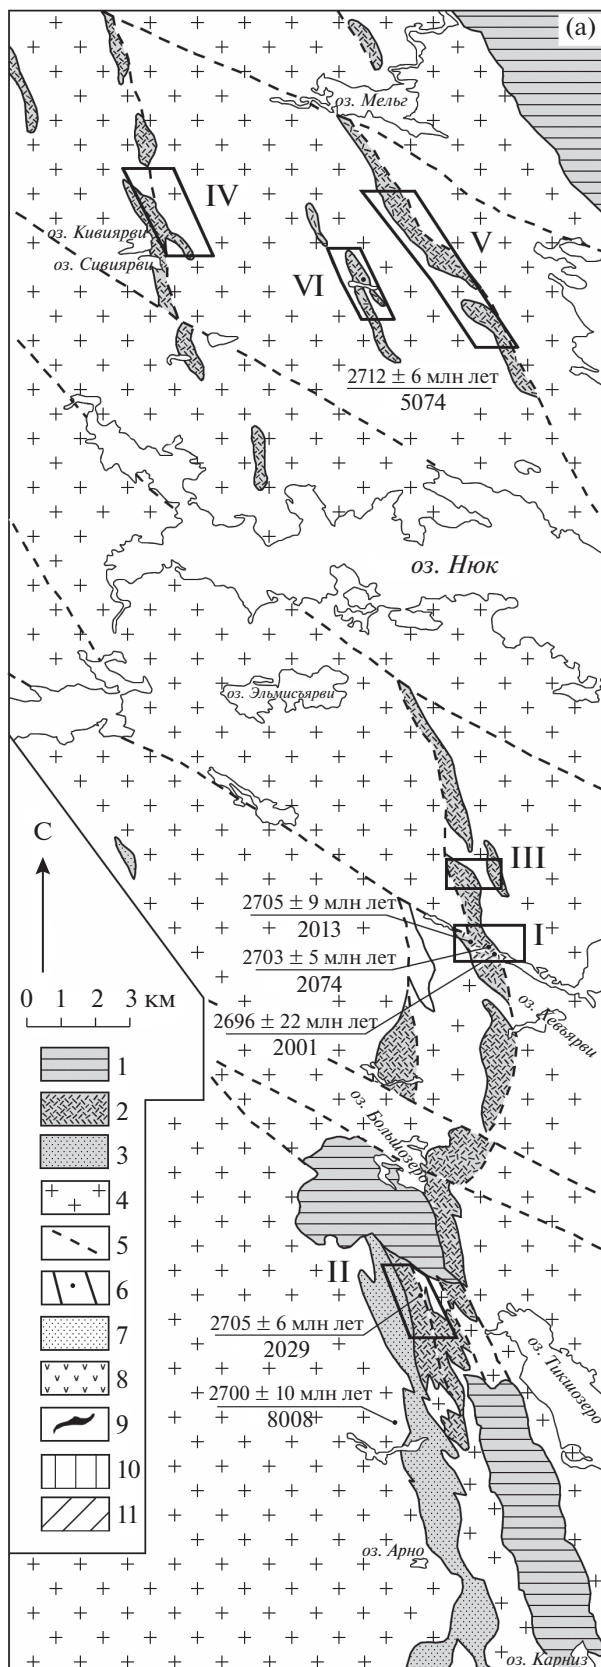 (а)
оз. Мельг
IV
оз. Кивиярви
V
оз. Сивиярви
VI
2712 ± 6 млн лет
5074
оз. Нюк
оз. Эльмисъярви
С
III
2705 ± 9 млн лет
2013
I
2703 ± 5 млн лет
2074
0 1 2 3 км
оз. Кевъярви
2696 ± 22 млн лет
2001
1
2
оз. Большозеро
3
4
5
II
6
2705 ± 6 млн лет
2029
оз. Тикшозеро
7
2700 ± 10 млн лет
8008
8
9
10
11
оз. Арно
оз. Карниз